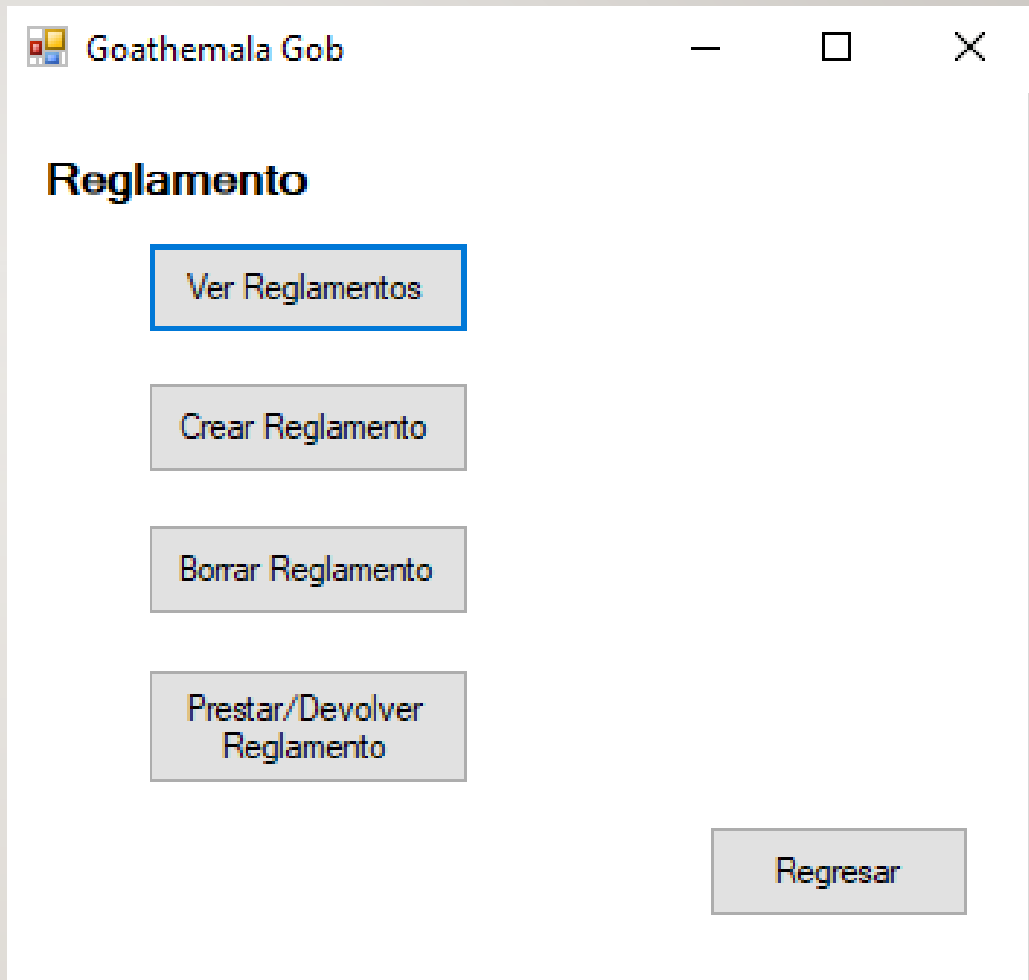 Goathemala Gob
Reglamento
Ver Reglamentos
Crear Reglamento
Borrar Reglamento
Prestar/Devolver
Reglamento
Regresar